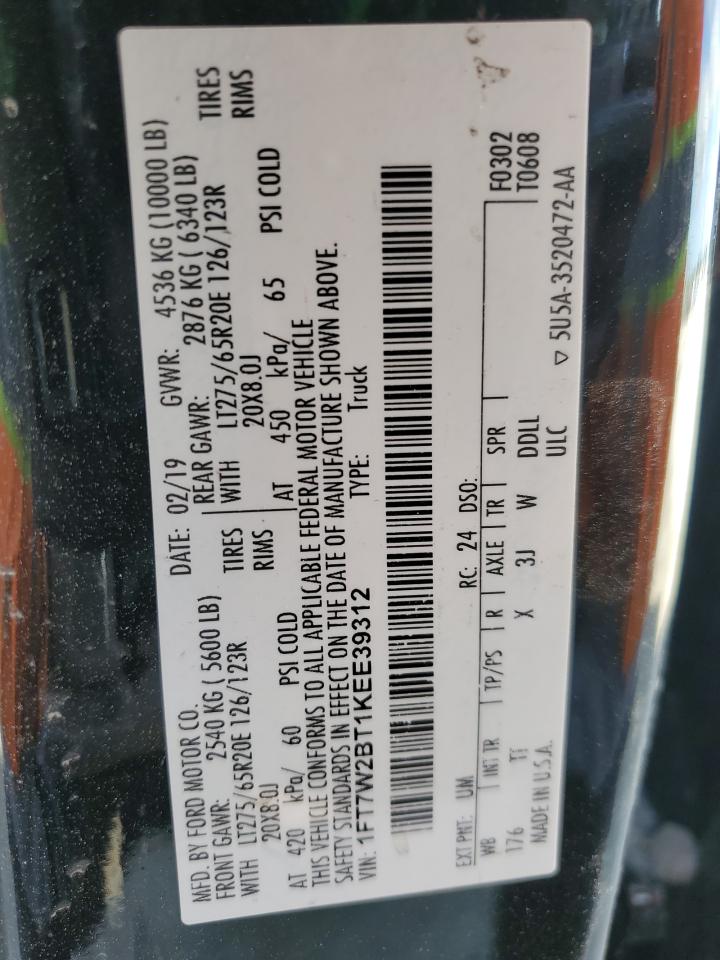 MFD. BY FORD MOTOR CO.
DATE: 02/19 GVWR: 4536 KG (10000 LB)
FRONT GAWR: 2540 KG ( 5600 LB) REAR GAWR: 2876 KG ( 6340 LB)
WITH LT275/65R20E 126/123R TIRES WITH LT275/65R20E 126/123R TIRES
20X8.0J RIMS 20X8.0J RIMS
AT 420 kPa/ 60 PSI COLD AT 450 kPa/ 65 PSI COLD
THIS VEHICLE CONFORMS TO ALL APPLICABLE FEDERAL MOTOR VEHICLE
SAFETY STANDARDS IN EFFECT ON THE DATE OF MANUFACTURE SHOWN ABOVE.
VIN: 1FT7W2BT1KEE39312 TYPE: Truck
EXT PNT: UM RC: 24 DSO: F0302
WB INT TR TP/PS R AXLE TR SPR T0608
176 TT X 3J W DDLL
MADE IN U.S.A. ULC ▽ 5U5A-3520472-AA